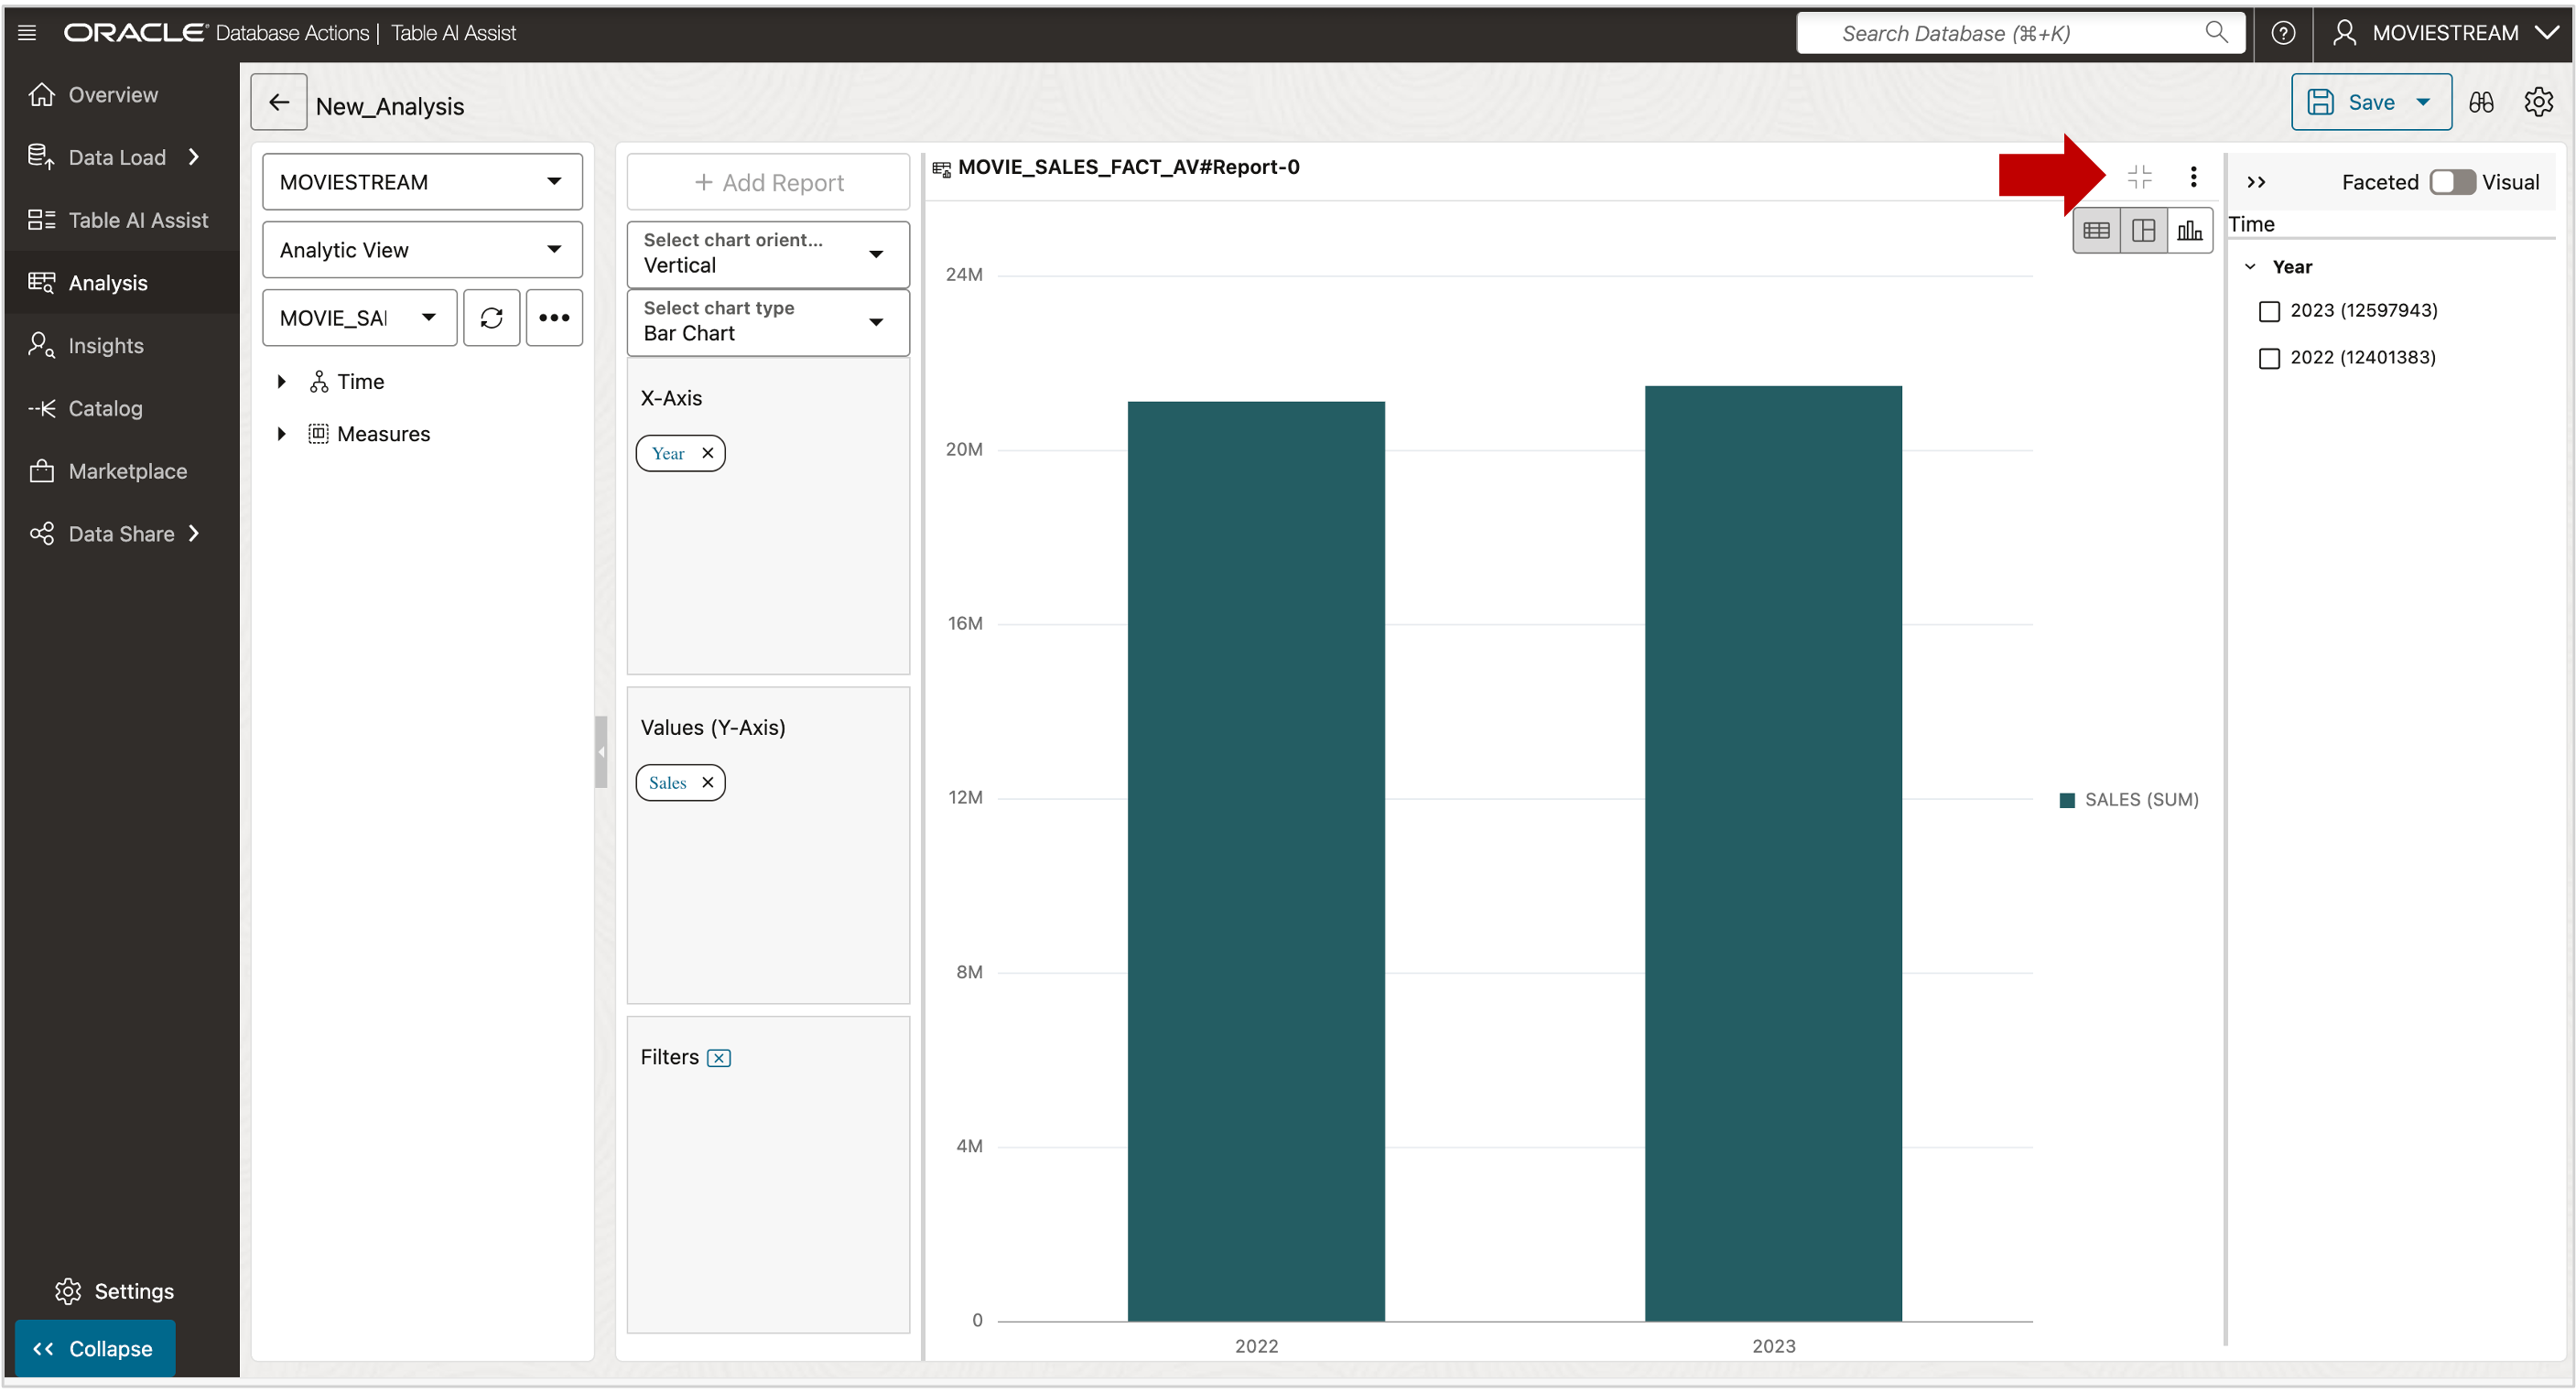 ORACLE Database Actions | Table AI Assist
Search Database (⌘+K)
MOVIESTREAM
Overview
Data Load
Table AI Assist
Analysis
Insights
Catalog
Marketplace
Data Share
Settings
Collapse
New_Analysis
Save
MOVIESTREAM
Analytic View
MOVIE_SAI
Time
Measures
+ Add Report
Select chart orient...
Vertical
Select chart type
Bar Chart
X-Axis
Year
Values (Y-Axis)
Sales
Filters
MOVIE_SALES_FACT_AV#Report-0
24M
20M
16M
12M
8M
4M
0
2022
2023
SALES (SUM)
Faceted Visual
Time
Year
2023 (12597943)
2022 (12401383)